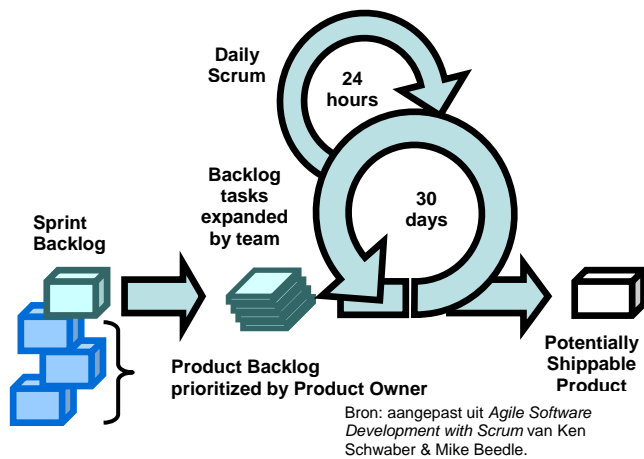 Daily
Scrum
24
hours
Backlog
tasks
expanded
by team
30
days
Sprint
Backlog
Potentially
Shippable
Product
Product Backlog
prioritized by Product Owner
Bron: aangepast uit Agile Software
Development with Scrum van Ken
Schwaber & Mike Beedle.